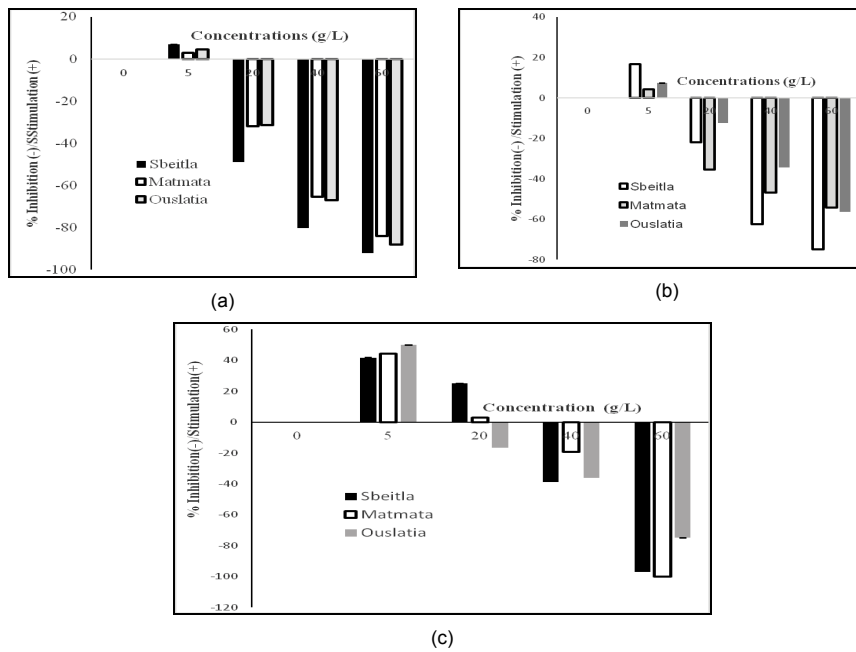 20
0
-20
-40
-60
-80
-100
% Inhibition(-)/SStimulation(+)
Concentrations (g/L)
0 5 20 40 60
Sbeitla
Matmata
Ouslatia
(a)
40
20
0
-20
-40
-60
-80
% Inhibition(-)/Stimulation(+)
Concentrations (g/L)
0 5 20 40 60
Sbeitla
Matmata
Ouslatia
(b)
60
40
20
0
-20
-40
-60
-80
-100
-120
% Inhibition(-)/Stimulation(+)
Concentration (g/L)
0 5 20 40 60
Sbeitla
Matmata
Ouslatia
(c)